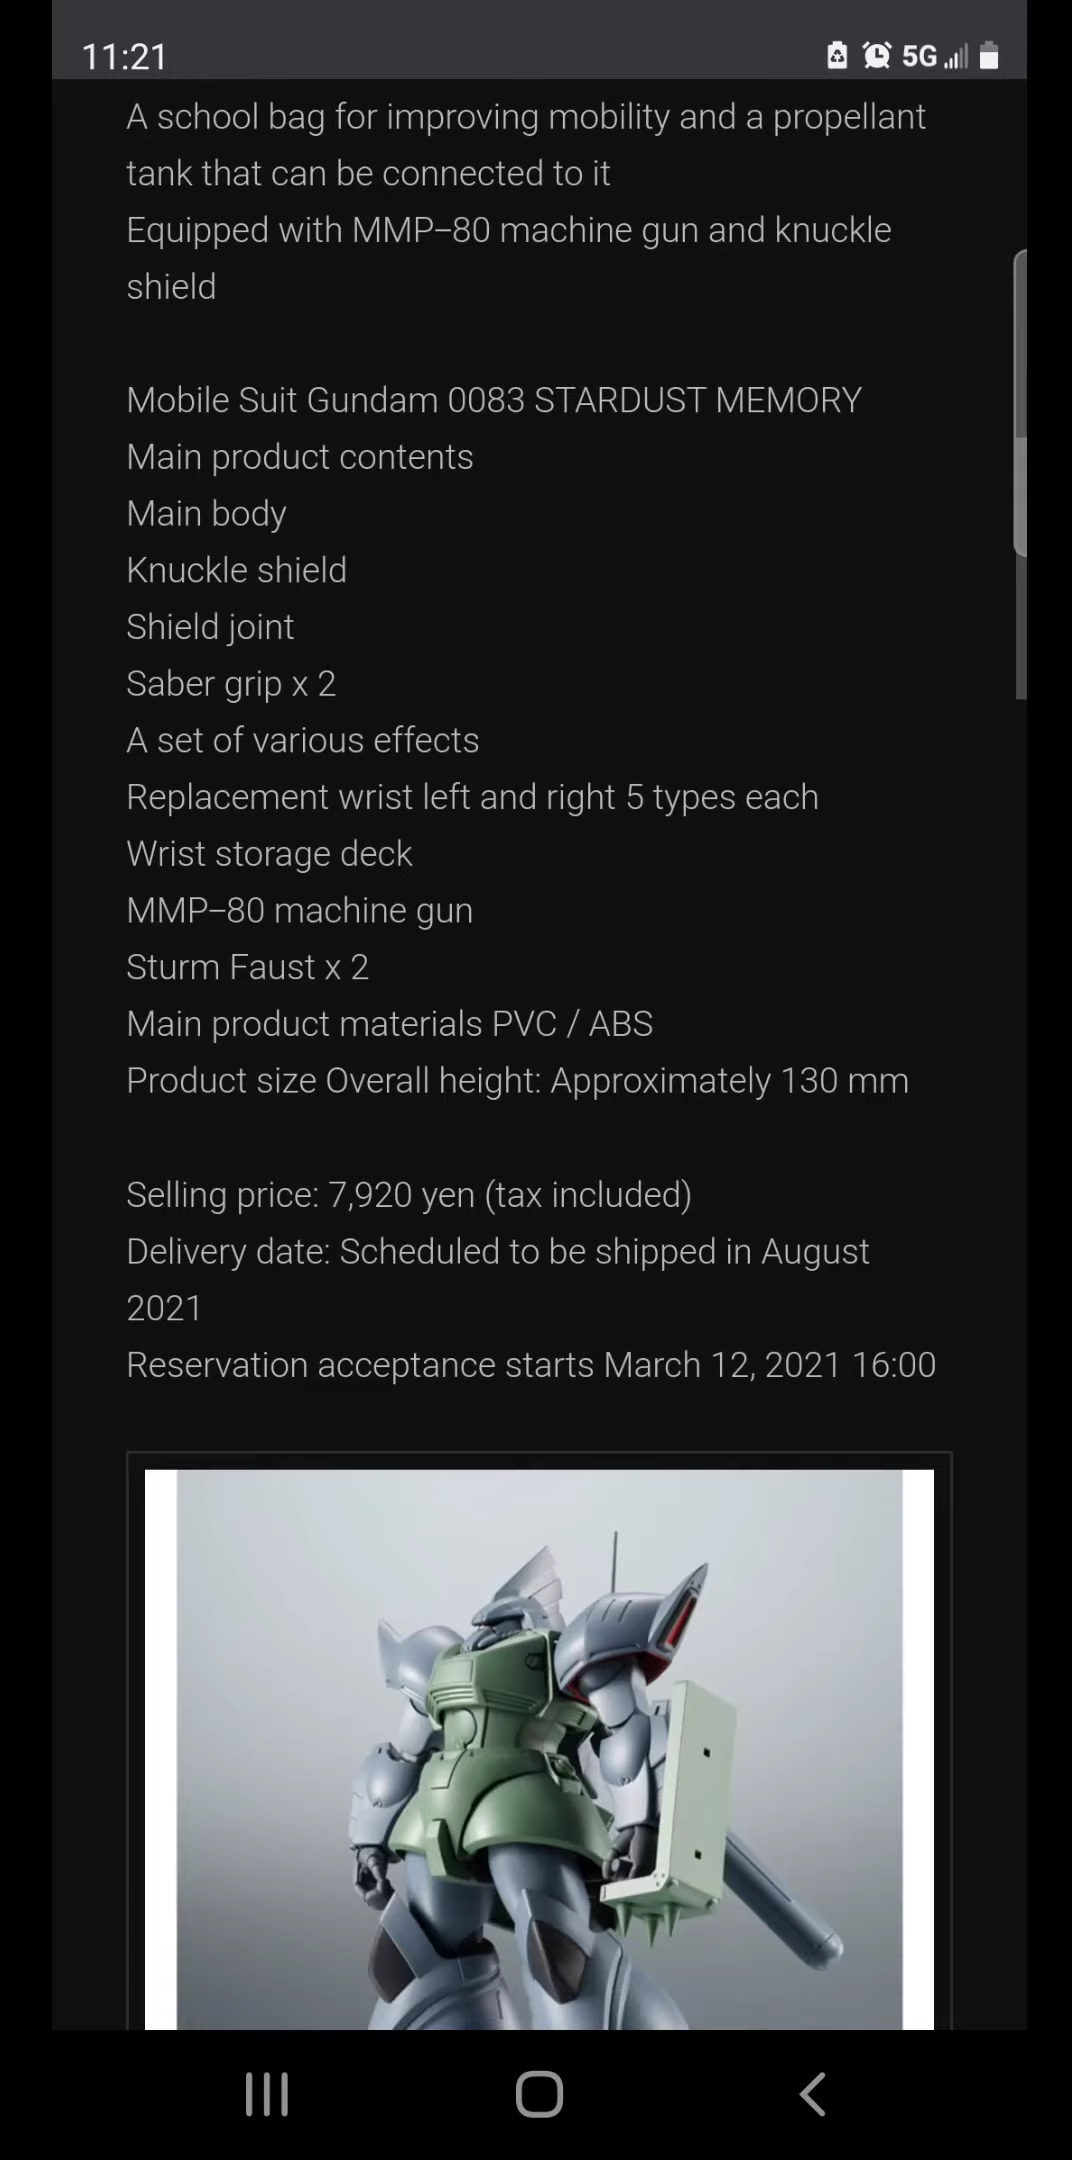 11:21
5G
A school bag for improving mobility and a propellant
tank that can be connected to it
Equipped with MMP−80 machine gun and knuckle
shield
Mobile Suit Gundam 0083 STARDUST MEMORY
Main product contents
Main body
Knuckle shield
Shield joint
Saber grip x 2
A set of various effects
Replacement wrist left and right 5 types each
Wrist storage deck
MMP−80 machine gun
Sturm Faust x 2
Main product materials PVC / ABS
Product size Overall height: Approximately 130 mm
Selling price: 7,920 yen (tax included)
Delivery date: Scheduled to be shipped in August
2021
Reservation acceptance starts March 12, 2021 16:00